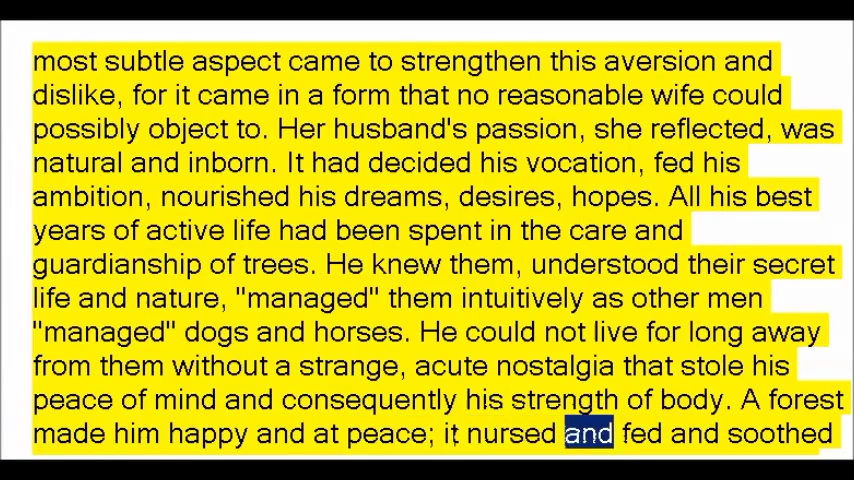 most subtle aspect came to strengthen this aversion and
dislike, for it came in a form that no reasonable wife could
possibly object to. Her husband's passion, she reflected, was
natural and inborn. It had decided his vocation, fed his
ambition, nourished his dreams, desires, hopes. All his best
years of active life had been spent in the care and
guardianship of trees. He knew them, understood their secret
life and nature, "managed" them intuitively as other men
"managed" dogs and horses. He could not live for long away
from them without a strange, acute nostalgia that stole his
peace of mind and consequently his strength of body. A forest
made him happy and at peace; it nursed and fed and soothed